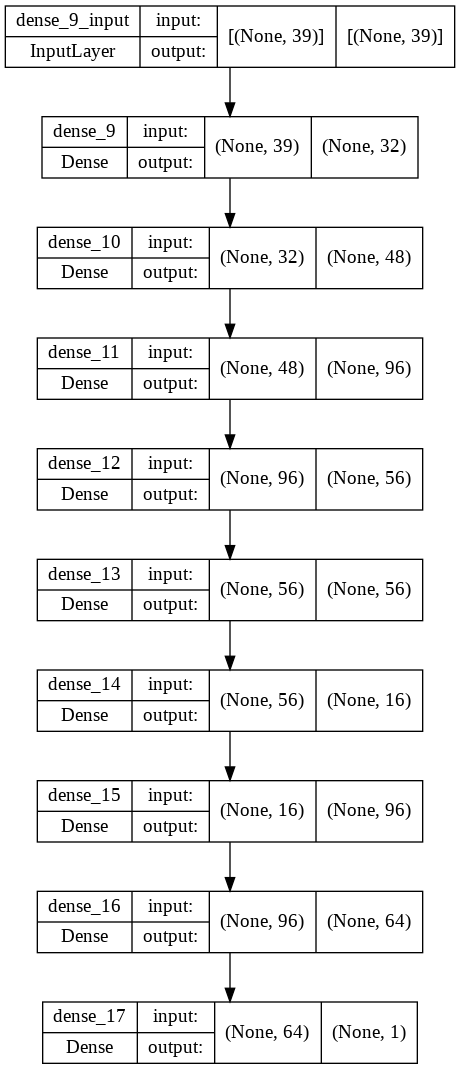 dense_9_input input: [(None, 39)] [(None, 39)]
InputLayer output:
dense_9 input: (None, 39) (None, 32)
Dense output:
dense_10 input: (None, 32) (None, 48)
Dense output:
dense_11 input: (None, 48) (None, 96)
Dense output:
dense_12 input: (None, 96) (None, 56)
Dense output:
dense_13 input: (None, 56) (None, 56)
Dense output:
dense_14 input: (None, 56) (None, 16)
Dense output:
dense_15 input: (None, 16) (None, 96)
Dense output:
dense_16 input: (None, 96) (None, 64)
Dense output:
dense_17 input: (None, 64) (None, 1)
Dense output: